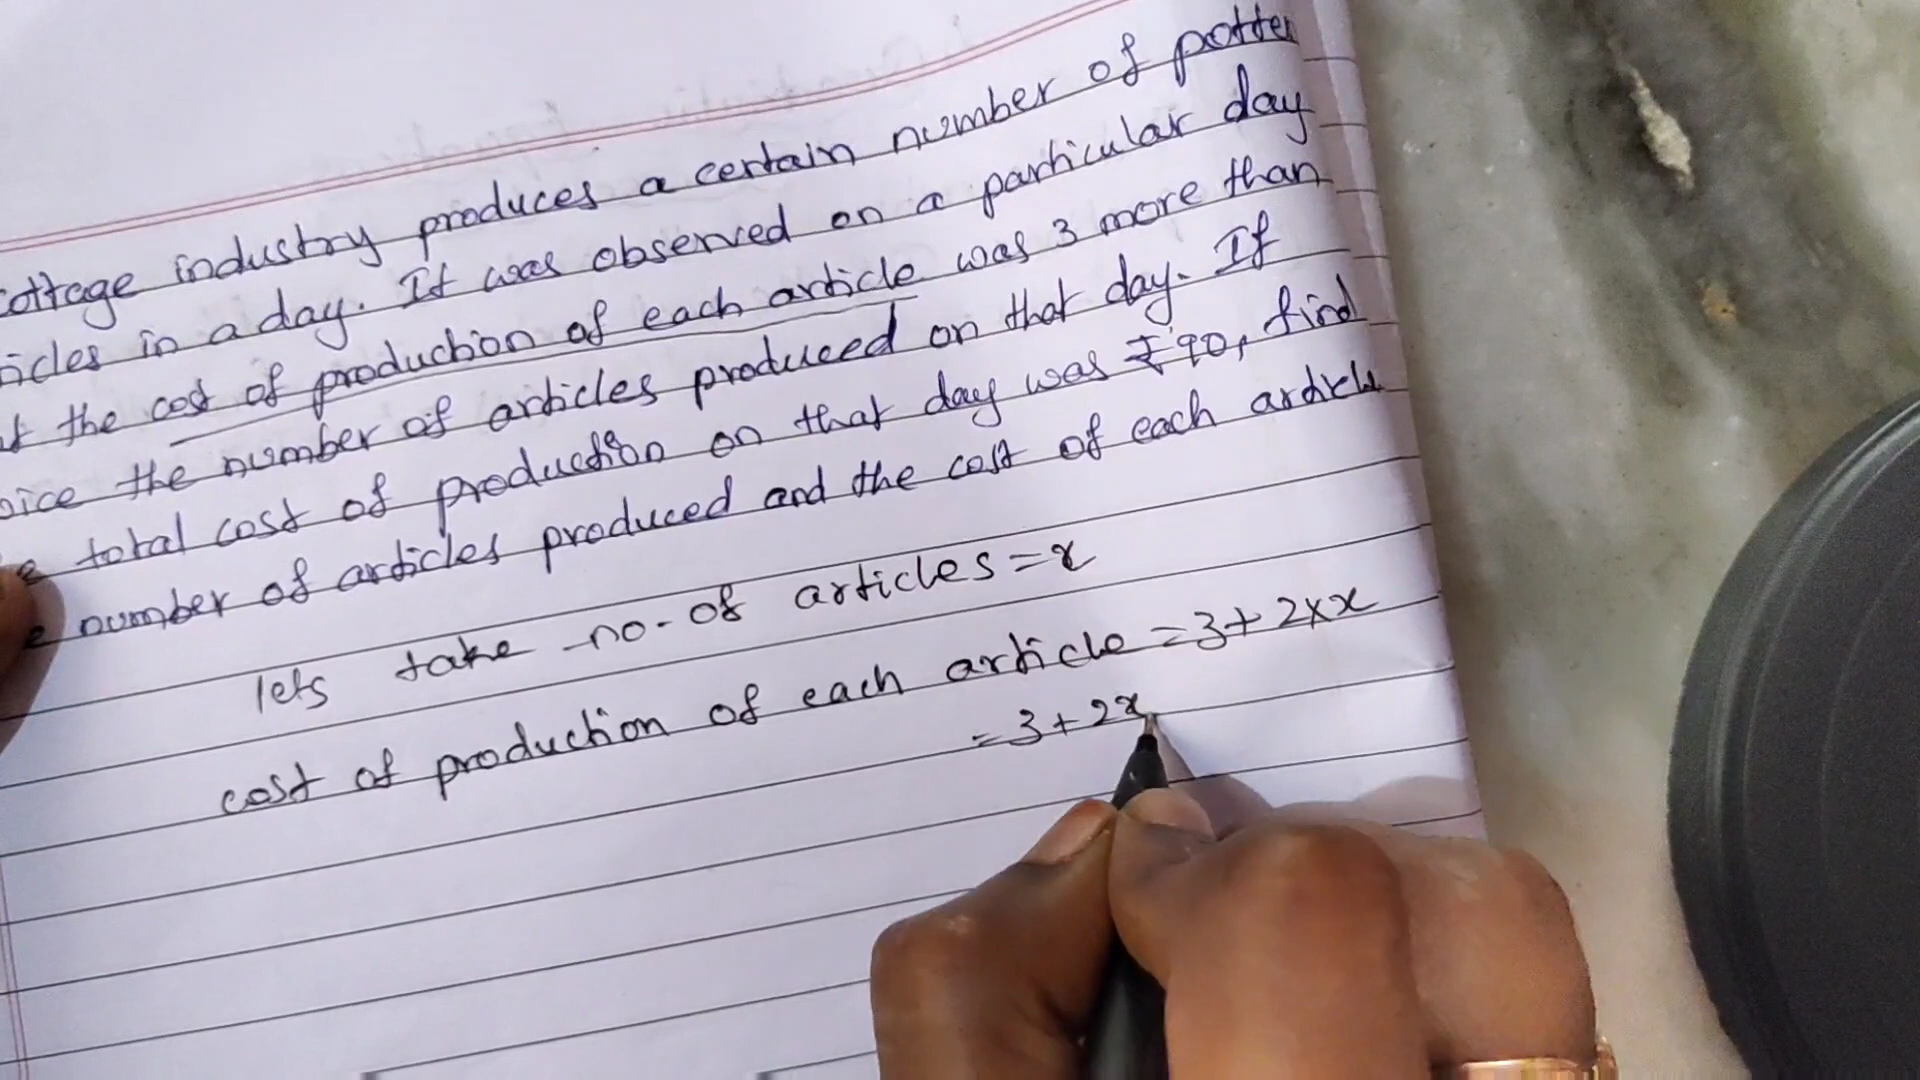 cottage industry produces a certain number of potter
icles in a day. It was observed on a particular day
the cost of production of each article was 3 more than
the number of articles produced on that day. If
total cost of production on that day was ₹90, find
number of articles produced and the cost of each article
lets take no. of articles = x
cost of production of each article = 3 + 2 x x
= 3 + 2x